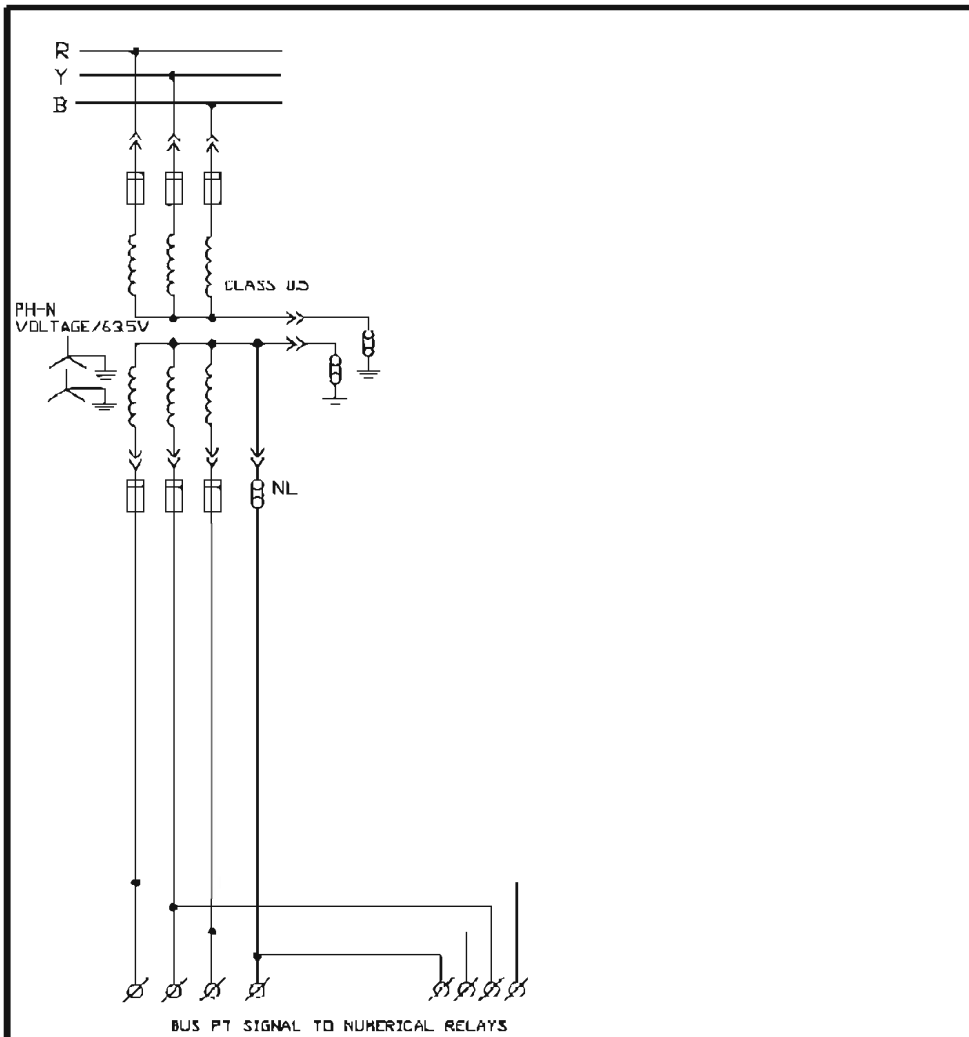 R
Y
B
CLASS 0.5
PH-N
VOLTAGE/63.5V
NL
BUS PT SIGNAL TO NUMERICAL RELAYS